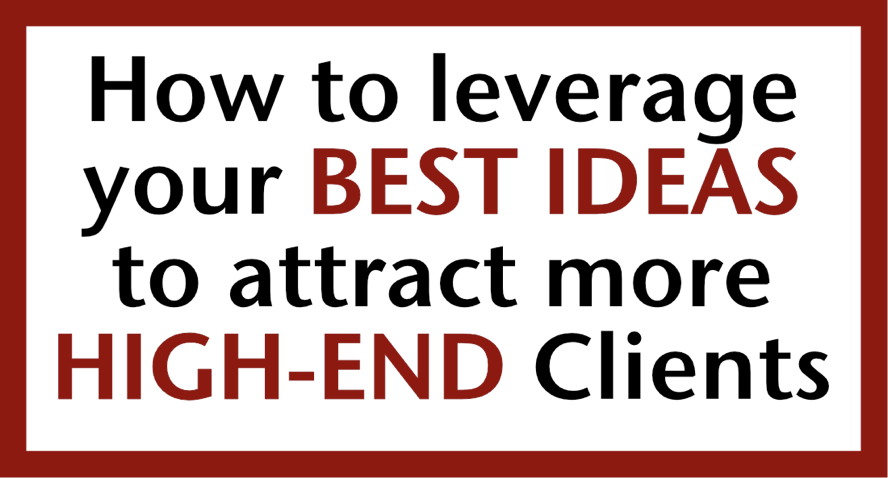 How to leverage
your BEST IDEAS
to attract more
HIGH-END Clients